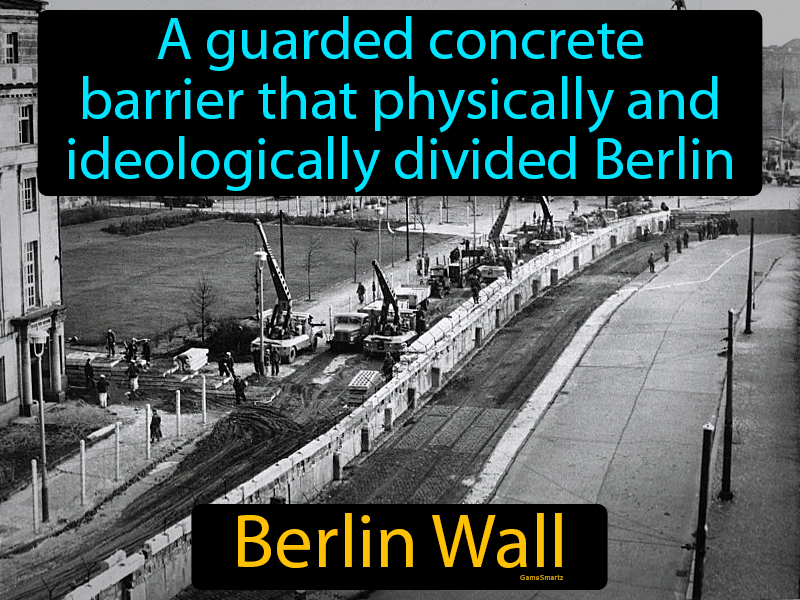 A guarded concrete
barrier that physically and
ideologically divided Berlin
Berlin Wall
GameSmartz